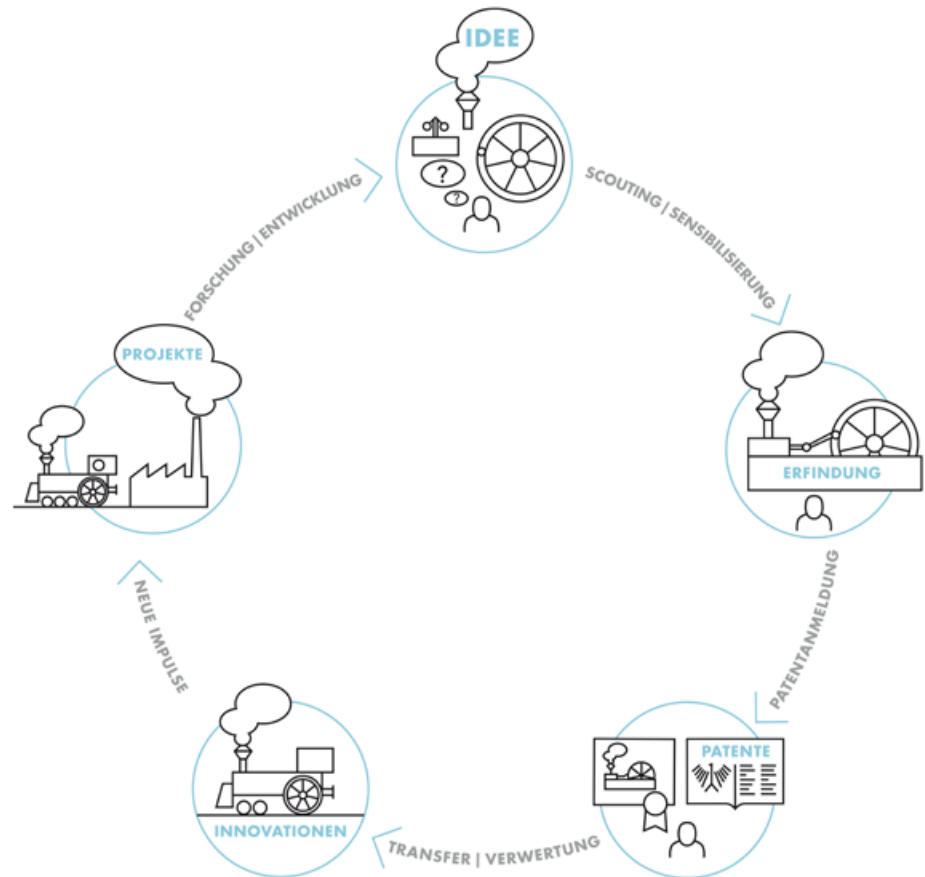 IDEE
?
?
SCOUTING | SENSIBILISIERUNG
ERFINDUNG
PATENTANMELDUNG
PATENTE
TRANSFER | VERWERTUNG
INNOVATIONEN
NEUE IMPULSE
PROJEKTE
FORSCHUNG | ENTWICKLUNG